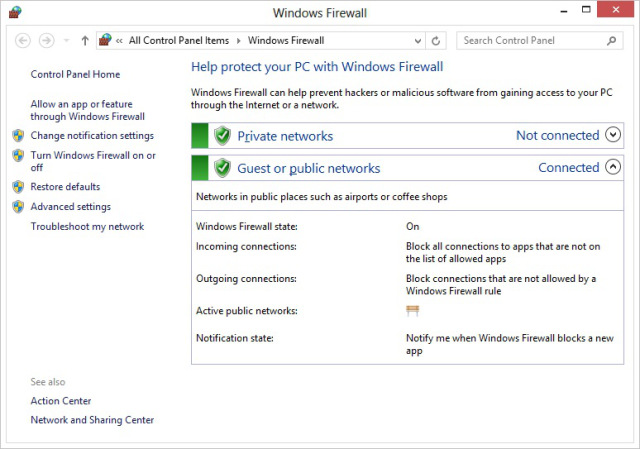 Windows Firewall
« All Control Panel Items Windows Firewall
Search Control Panel
Control Panel Home
Allow an app or feature
through Windows Firewall
Change notification settings
Turn Windows Firewall on or
off
Restore defaults
Advanced settings
Troubleshoot my network
Help protect your PC with Windows Firewall
Windows Firewall can help prevent hackers or malicious software from gaining access to your PC
through the Internet or a network.
Private networks Not connected
Guest or public networks Connected
Networks in public places such as airports or coffee shops
Windows Firewall state: On
Incoming connections: Block all connections to apps that are not on
the list of allowed apps
Outgoing connections: Block connections that are not allowed by a
Windows Firewall rule
Active public networks:
Notification state: Notify me when Windows Firewall blocks a new
app
See also
Action Center
Network and Sharing Center